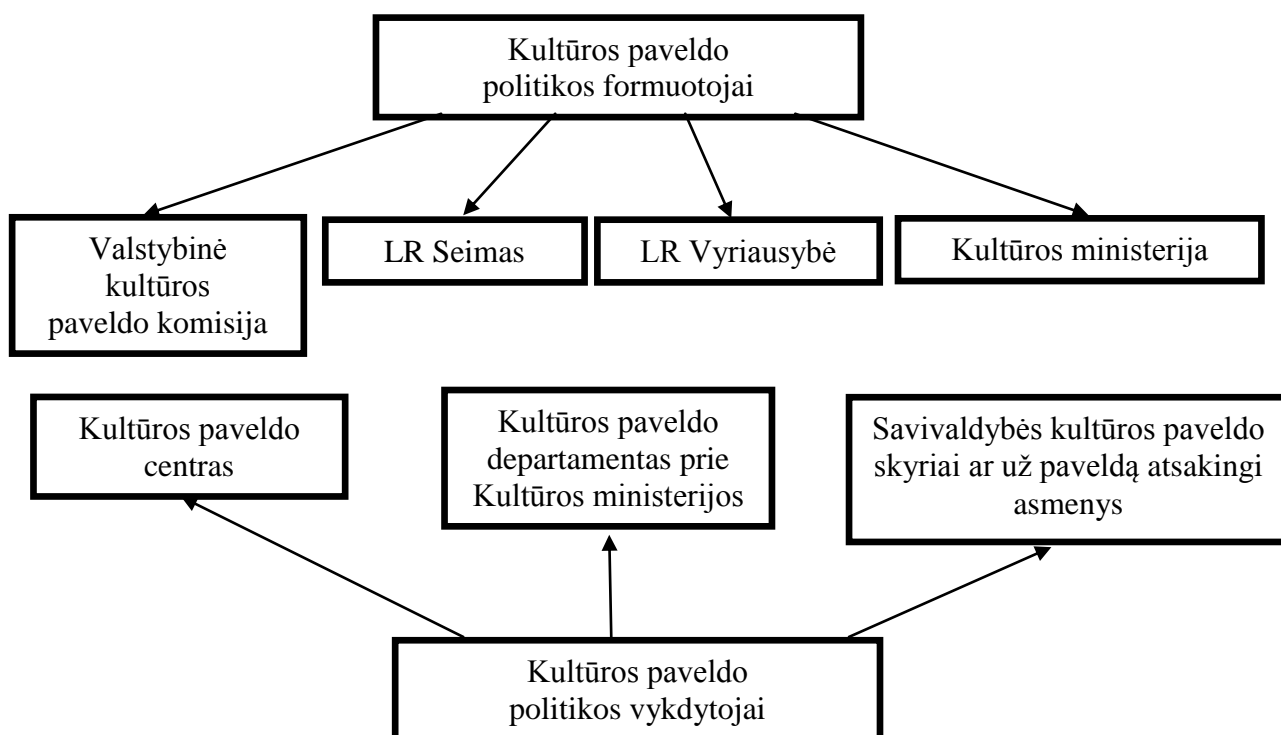 Kultūros paveldo
politikos formuotojai
Valstybinė
kultūros
paveldo komisija
LR Seimas
LR Vyriausybė
Kultūros ministerija
Kultūros paveldo
centras
Kultūros paveldo
departamentas prie
Kultūros ministerijos
Savivaldybės kultūros paveldo
skyriai ar už paveldą atsakingi
asmenys
Kultūros paveldo
politikos vykdytojai